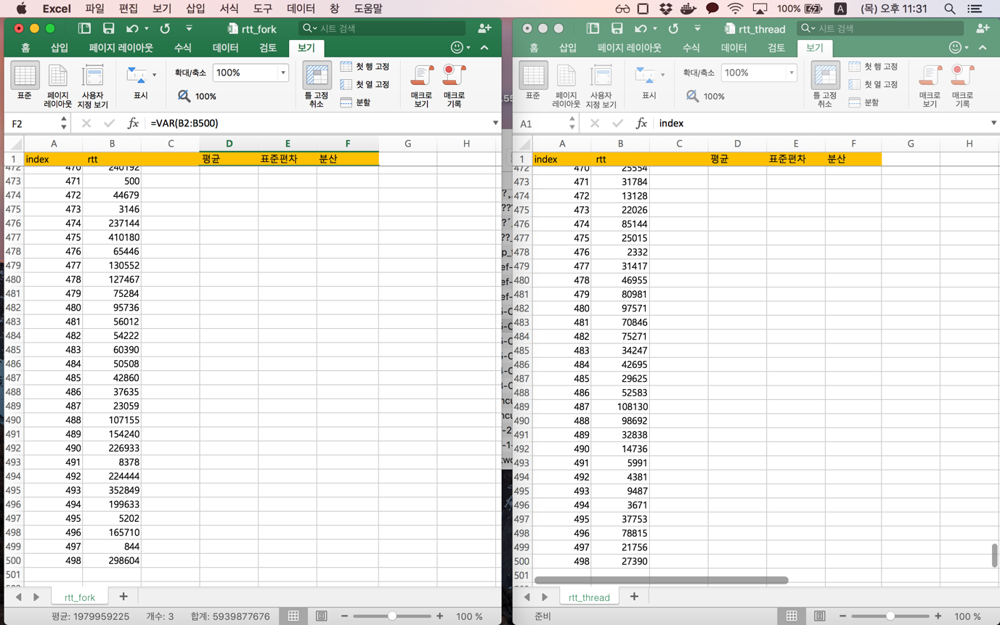 Excel 파일 편집 보기 삽입 서식 도구 데이터 창 도움말 100% A (목) 오후 11:31
rtt_fork 시트 검색
홈 삽입 페이지 레이아웃 수식 데이터 검토 보기
표준 페이지 레이아웃 사용자 지정 보기 표시 확대/축소 100% 100% 틀 고정 취소 첫 행 고정 첫 열 고정 분할 매크로 보기 매크로 기록
F2 fx =VAR(B2:B500)
A B C D E F G H
1 index rtt 평균 표준편차 분산
472 470 240192
473 471 500
474 472 44679
475 473 3146
476 474 237144
477 475 410180
478 476 65446
479 477 130552
480 478 127467
481 479 75284
482 480 95736
483 481 56012
484 482 54222
485 483 60390
486 484 50508
487 485 42860
488 486 37635
489 487 23059
490 488 107155
491 489 154240
492 490 226933
493 491 8378
494 492 224444
495 493 352849
496 494 199633
497 495 5202
498 496 165710
499 497 844
500 498 298604
501
rtt_fork +
평균: 1979959225 개수: 3 합계: 5939877676 100 %
rtt_thread 시트 검색
홈 삽입 페이지 레이아웃 수식 데이터 검토 보기
표준 페이지 레이아웃 사용자 지정 보기 표시 확대/축소 100% 100% 틀 고정 취소 첫 행 고정 첫 열 고정 분할 매크로 보기 매크로 기록
A1 fx index
A B C D E F G H
1 index rtt 평균 표준편차 분산
472 470 25554
473 471 31784
474 472 13128
475 473 22026
476 474 85144
477 475 25015
478 476 2332
479 477 31417
480 478 46955
481 479 80981
482 480 97571
483 481 70846
484 482 75271
485 483 34247
486 484 42695
487 485 29625
488 486 52583
489 487 108130
490 488 98692
491 489 32838
492 490 14736
493 491 5991
494 492 4381
495 493 9487
496 494 3671
497 495 37753
498 496 78815
499 497 21756
500 498 27390
501
rtt_thread +
준비 100 %